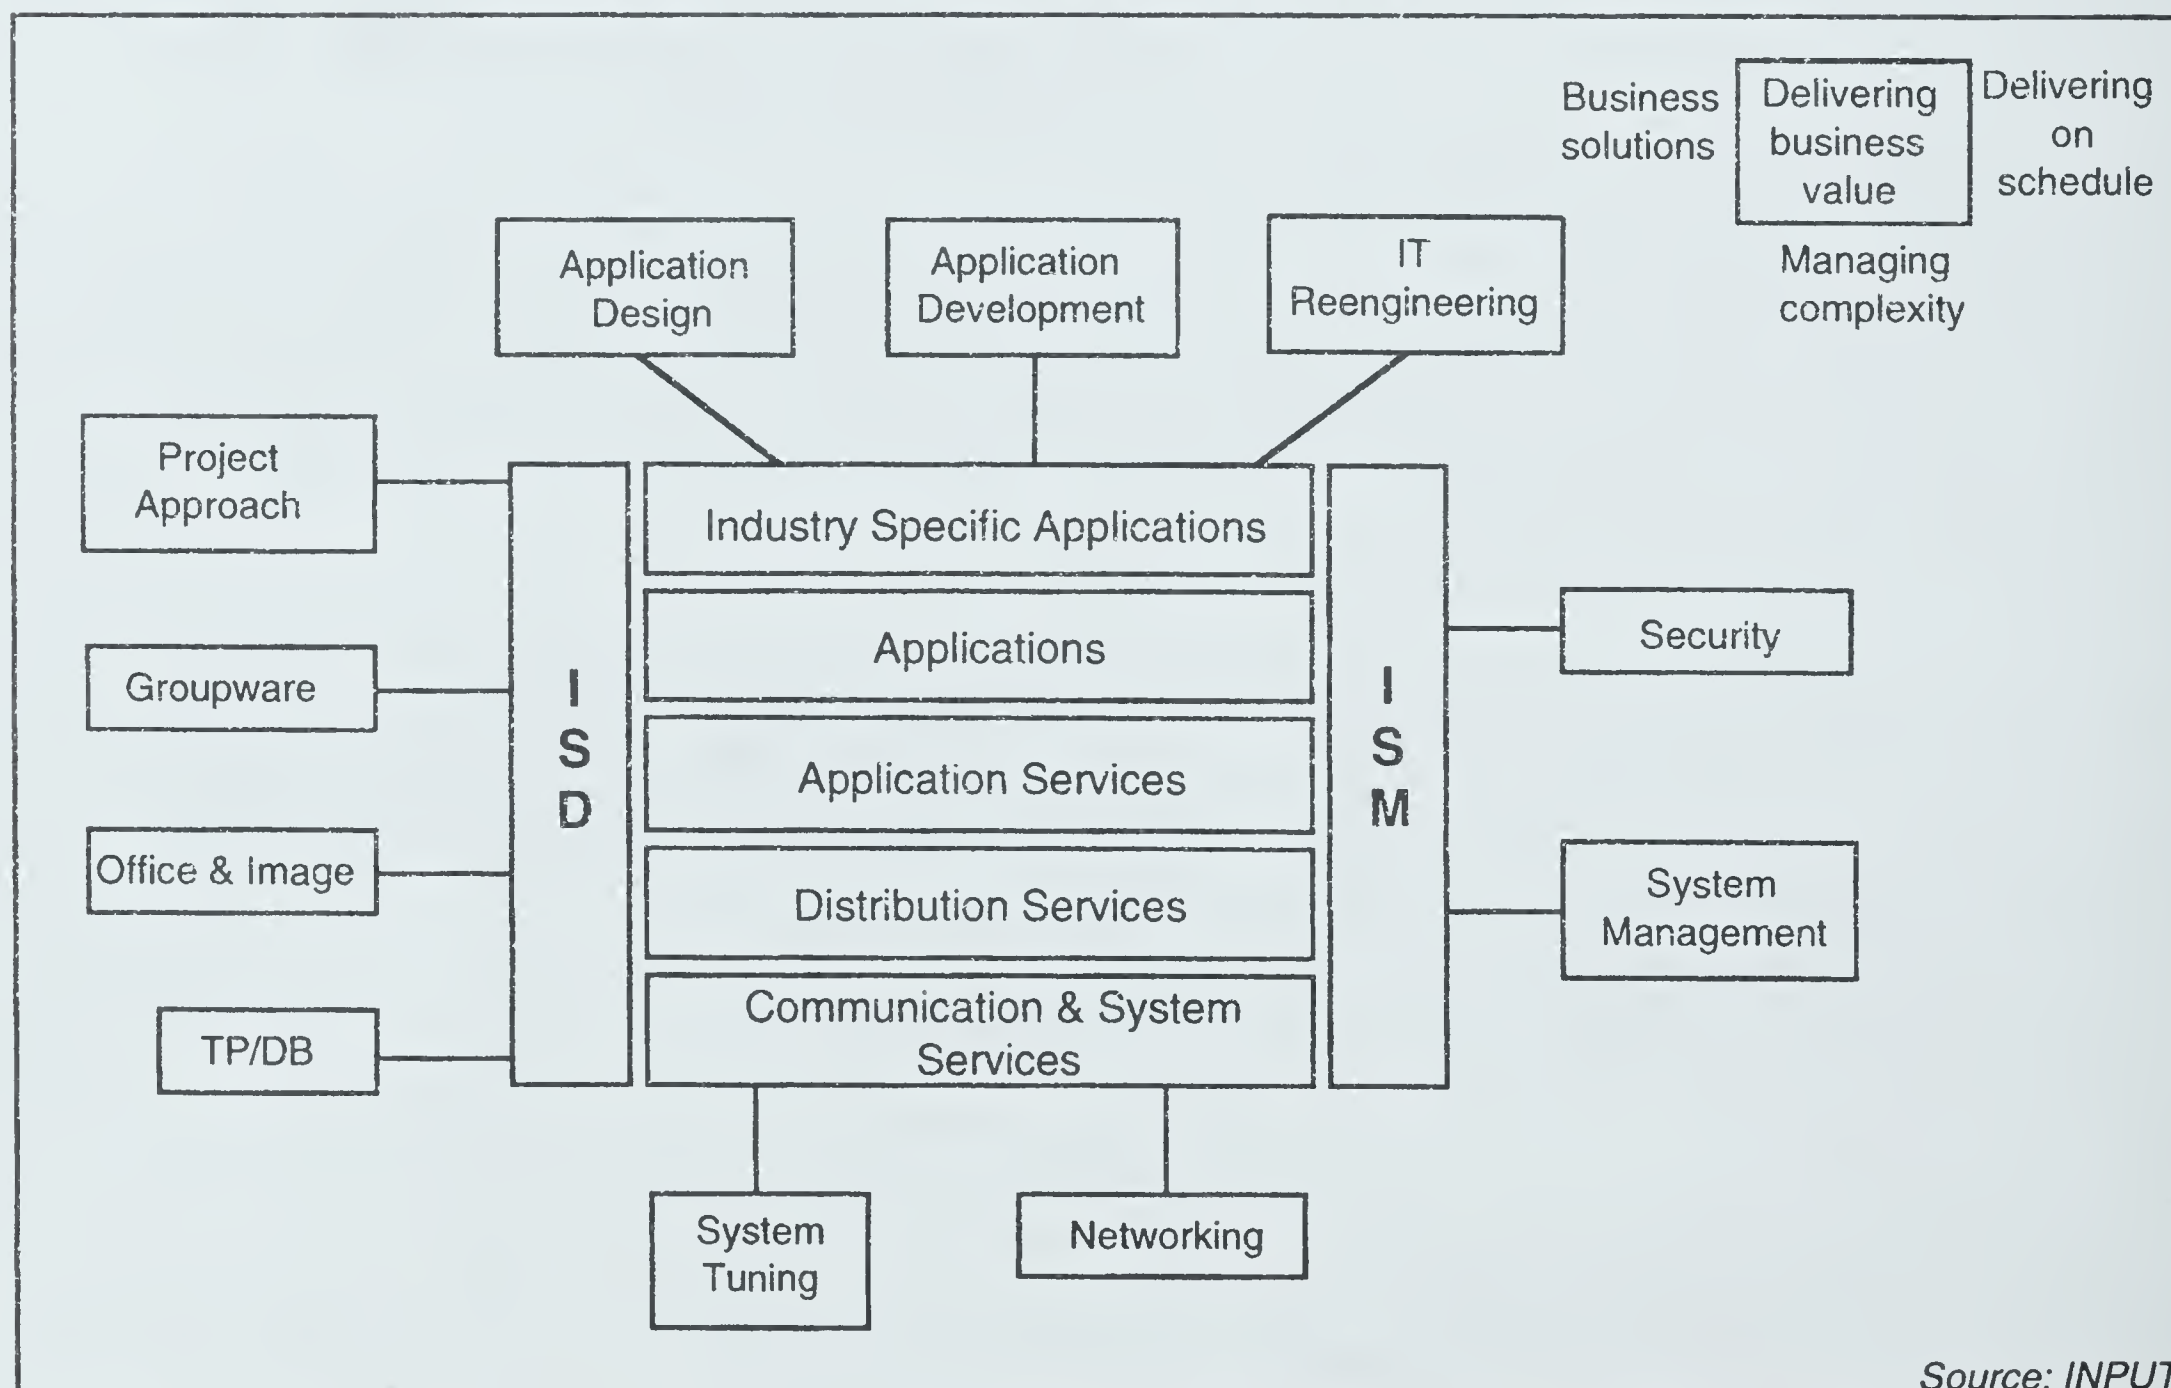 Business
solutions
Delivering
business
value
Delivering
on
schedule
Managing
complexity
Application
Design
Application
Development
IT
Reengineering
Project
Approach
Groupware
Office & Image
TP/DB
I
S
D
Industry Specific Applications
Applications
Application Services
Distribution Services
Communication & System
Services
I
S
M
Security
System
Management
System
Tuning
Networking
Source: INPUT